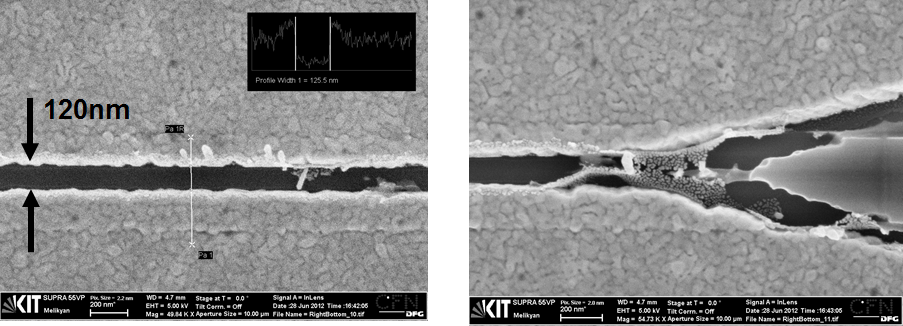 Profile Width 1 = 125.5 nm
120nm
Pa 1R
Pa 1
KIT
SUPRA 55VP
Melikyan
Pix. Size = 2.2 nm
200 nm*
WD = 4.7 mm
EHT = 5.00 kV
Mag = 49.84 K X
Stage at T = 0.0 °
Tilt Corrn. = Off
Aperture Size = 10.00 µm
Signal A = InLens
Date :28 Jun 2012 Time :16:42:05
File Name = RightBottom_10.tif
CFN
DFG
KIT
SUPRA 55VP
Melikyan
Pix. Size = 2.0 nm
200 nm*
WD = 4.7 mm
EHT = 5.00 kV
Mag = 54.73 K X
Stage at T = 0.0 °
Tilt Corrn. = Off
Aperture Size = 10.00 µm
Signal A = InLens
Date :28 Jun 2012 Time :16:43:05
File Name = RightBottom_11.tif
CFN
DFG